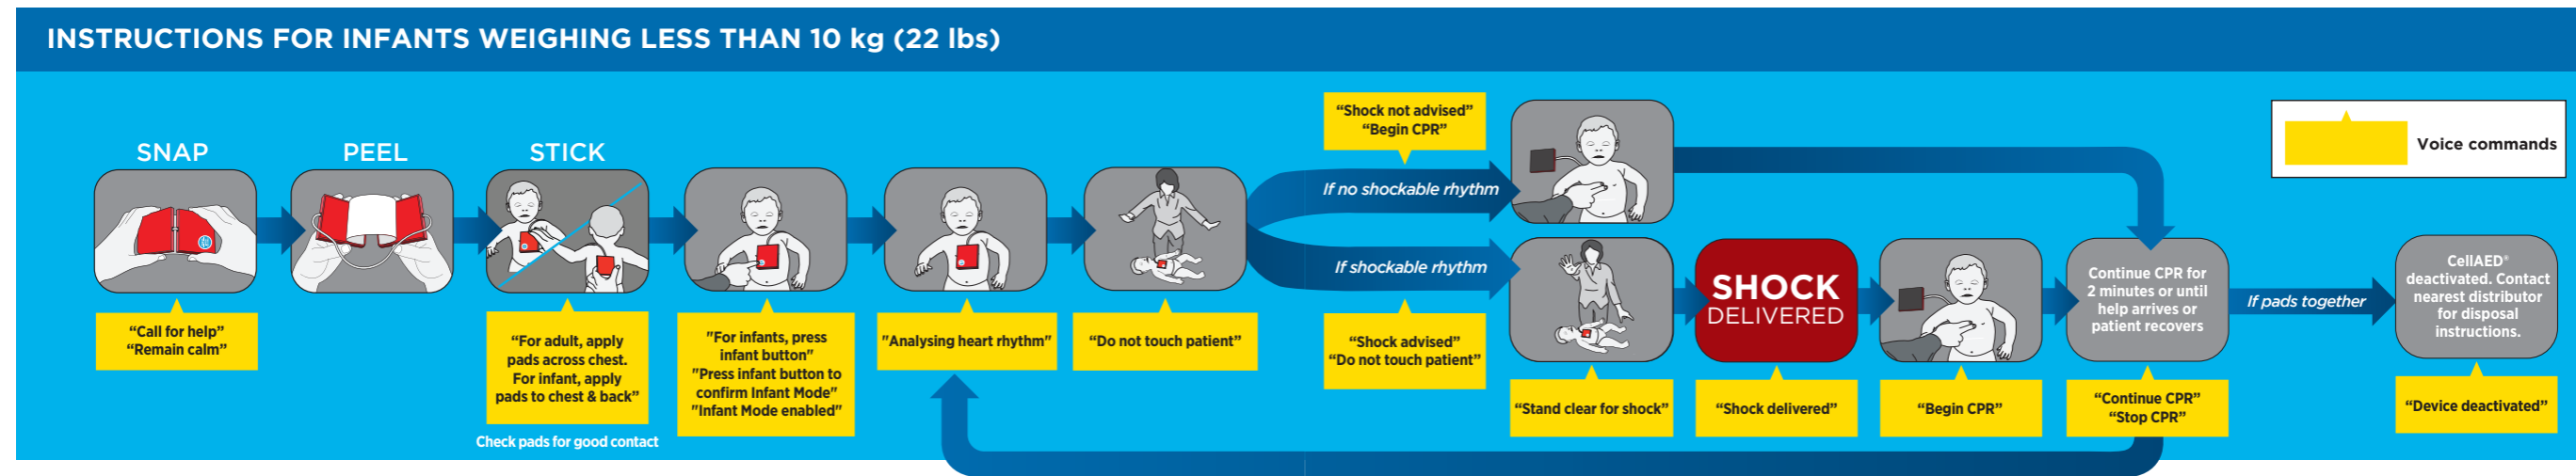 INSTRUCTIONS FOR INFANTS WEIGHING LESS THAN 10 kg (22 lbs)
SNAP
“Call for help”
“Remain calm”
PEEL
STICK
“For adult, apply
pads across chest.
For infant, apply
pads to chest & back”
Check pads for good contact
"For infants, press
infant button"
"Press infant button to
confirm Infant Mode"
"Infant Mode enabled"
"Analysing heart rhythm"
“Do not touch patient”
“Shock not advised”
“Begin CPR”
If no shockable rhythm
If shockable rhythm
“Shock advised”
“Do not touch patient”
“Stand clear for shock”
SHOCK
DELIVERED
“Shock delivered”
“Begin CPR”
Continue CPR for
2 minutes or until
help arrives or
patient recovers
“Continue CPR”
“Stop CPR”
If pads together
CellAED®
deactivated. Contact
nearest distributor
for disposal
instructions.
“Device deactivated”
Voice commands